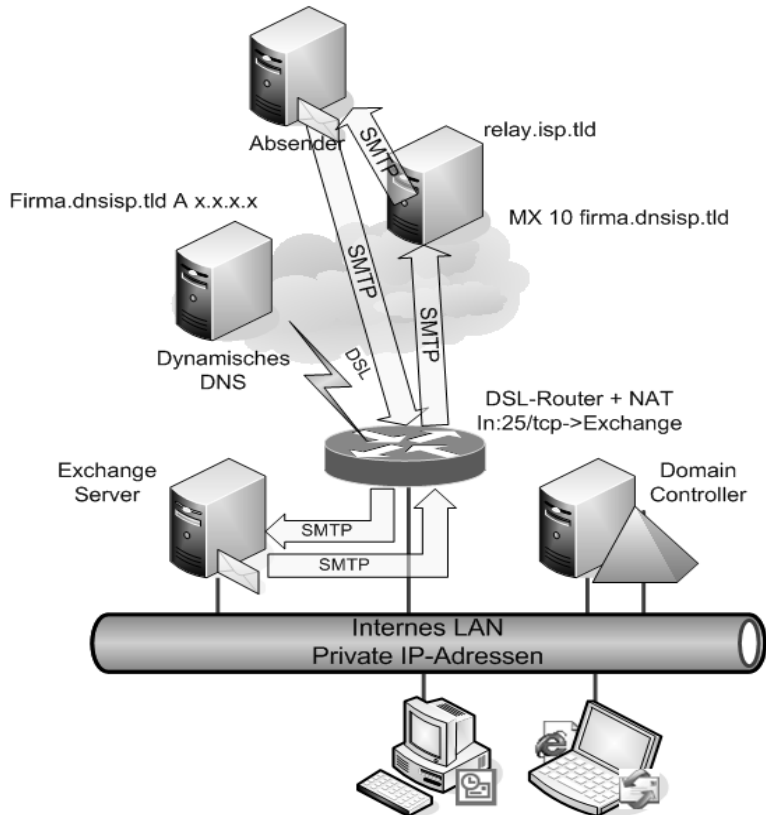 Absender
SMTP
relay.isp.tld
Firma.dnsisp.tld A x.x.x.x
MX 10 firma.dnsisp.tld
SMTP
SMTP
Dynamisches
DNS
DSL
DSL-Router + NAT
In:25/tcp->Exchange
Exchange
Server
Domain
Controller
SMTP
SMTP
Internes LAN
Private IP-Adressen